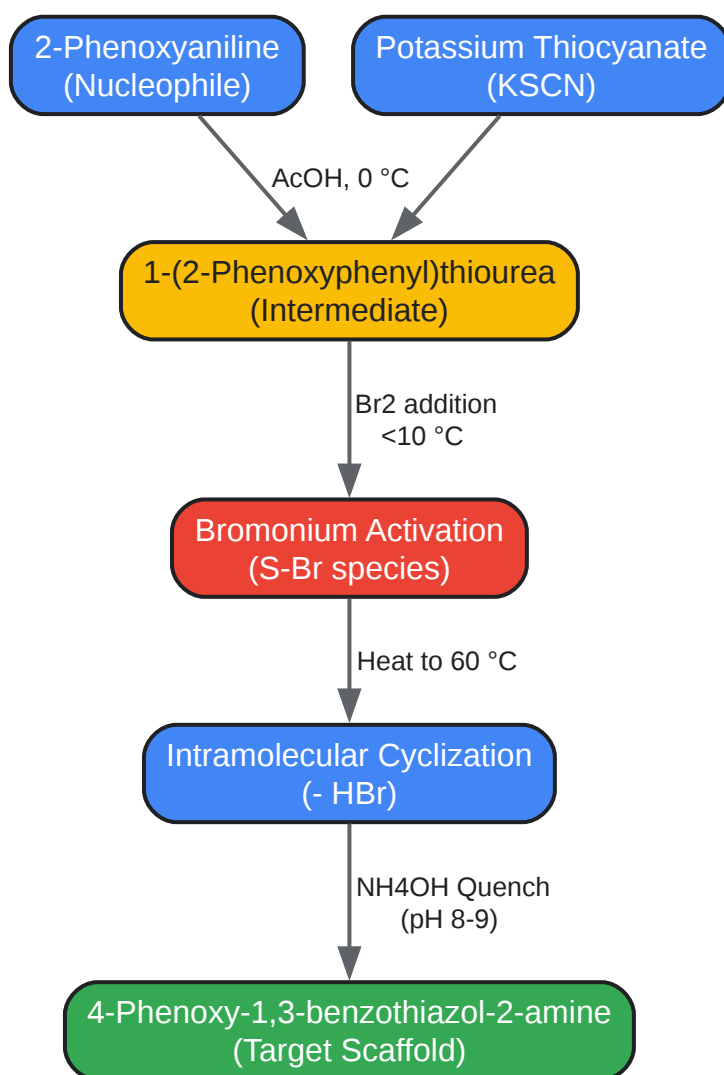 2-Phenoxyaniline
(Nucleophile)
Potassium Thiocyanate
(KSCN)
AcOH, 0 °C
1-(2-Phenoxyphenyl)thiourea
(Intermediate)
Br2 addition
<10 °C
Bromonium Activation
(S-Br species)
Heat to 60 °C
Intramolecular Cyclization
(- HBr)
NH4OH Quench
(pH 8-9)
4-Phenoxy-1,3-benzothiazol-2-amine
(Target Scaffold)